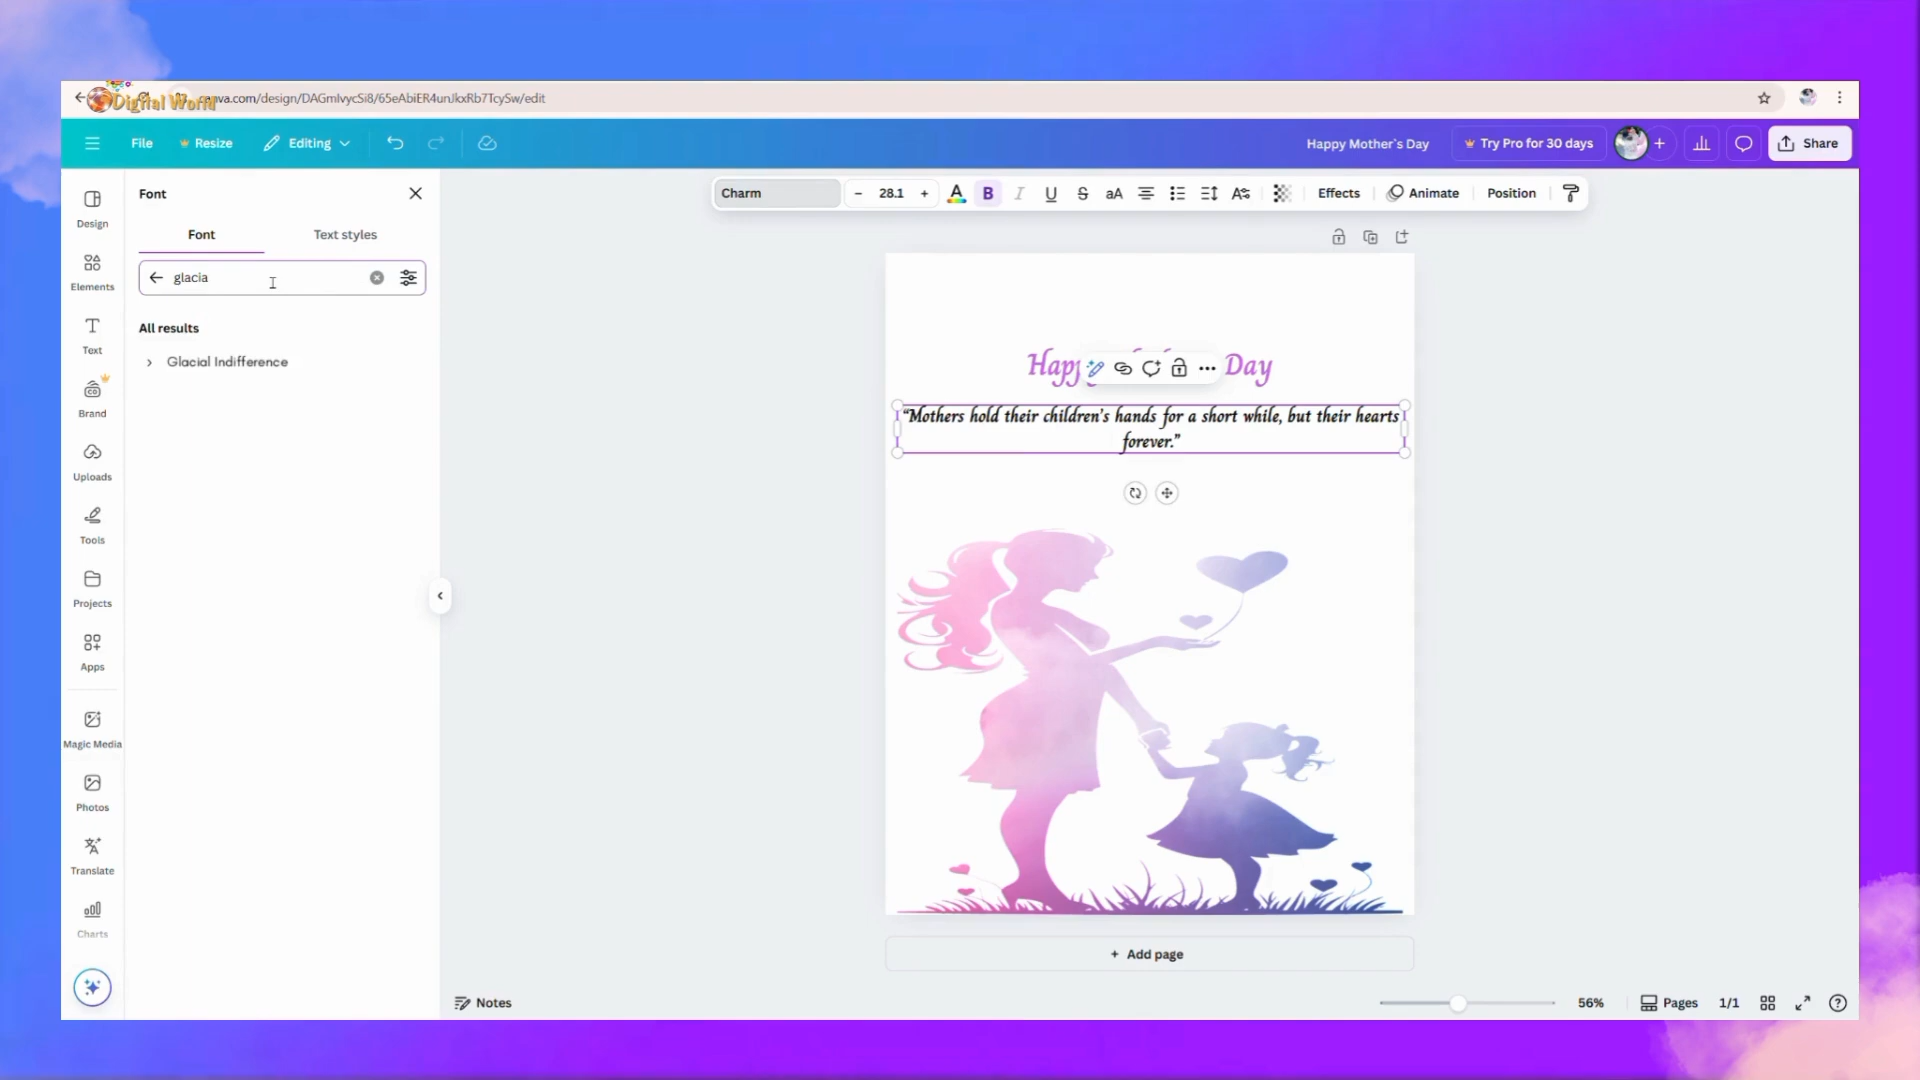 Digital World
canva.com/design/DAGmIvycSi8/65eAbiER4unJkxRb7TcySw/edit
File
Resize
Editing
Happy Mother's Day
Try Pro for 30 days
Share
Font
Charm
28.1
Effects
Animate
Position
Font
Text styles
glacia
All results
Glacial Indifference
Design
Elements
Text
Brand
Uploads
Tools
Projects
Apps
Magic Media
Photos
Translate
Charts
Day
“Mothers hold their children's hands for a short while, but their hearts
forever.”
+ Add page
Notes
56%
Pages
1/1